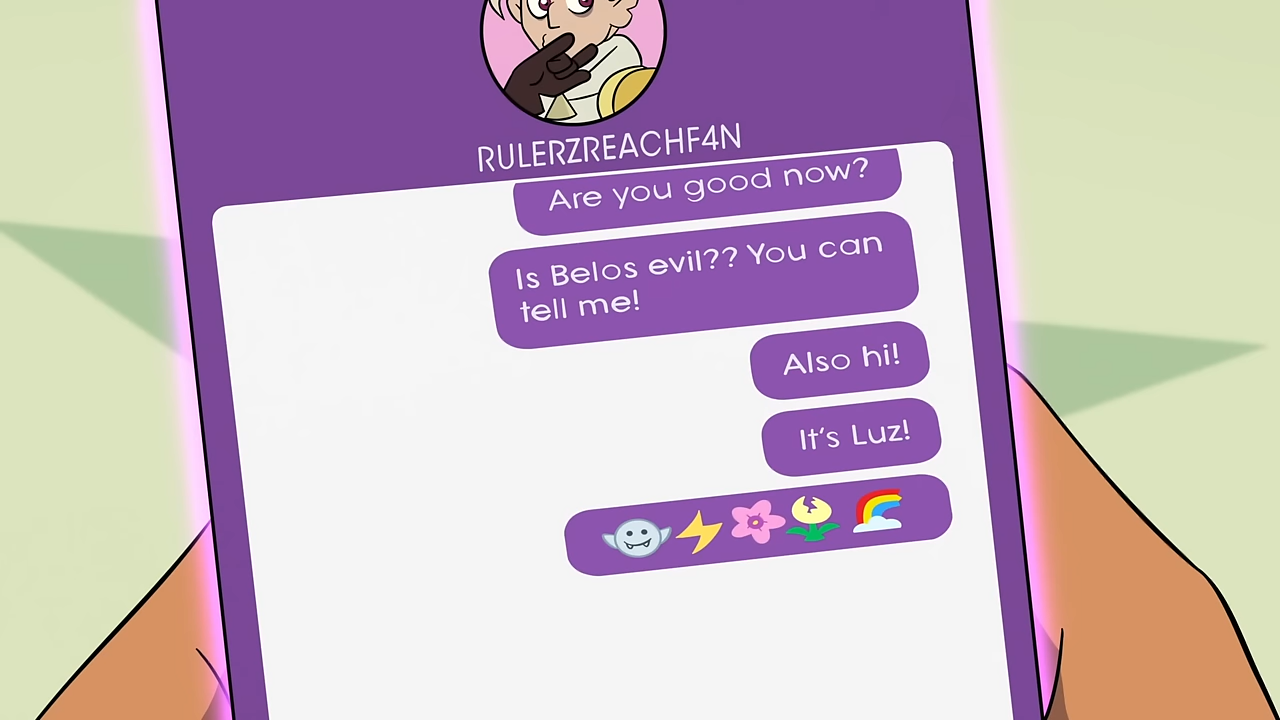 RULERZREACHF4N
Are you good now?
Is Belos evil?? You can
tell me!
Also hi!
It's Luz!